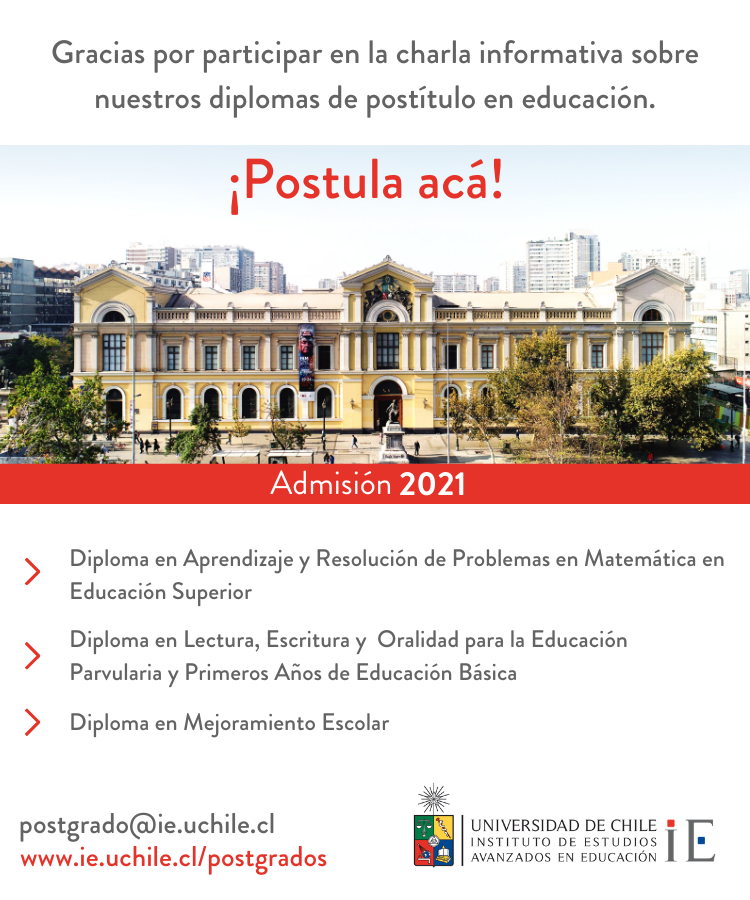 Gracias por participar en la charla informativa sobre
nuestros diplomas de postítulo en educación.
¡Postula acá!
Admisión 2021
Diploma en Aprendizaje y Resolución de Problemas en Matemática en
Educación Superior
Diploma en Lectura, Escritura y  Oralidad para la Educación
Parvularia y Primeros Años de Educación Básica
Diploma en Mejoramiento Escolar
postgrado@ie.uchile.cl
www.ie.uchile.cl/postgrados
UNIVERSIDAD DE CHILE
INSTITUTO DE ESTUDIOS
AVANZADOS EN EDUCACIÓN
iE